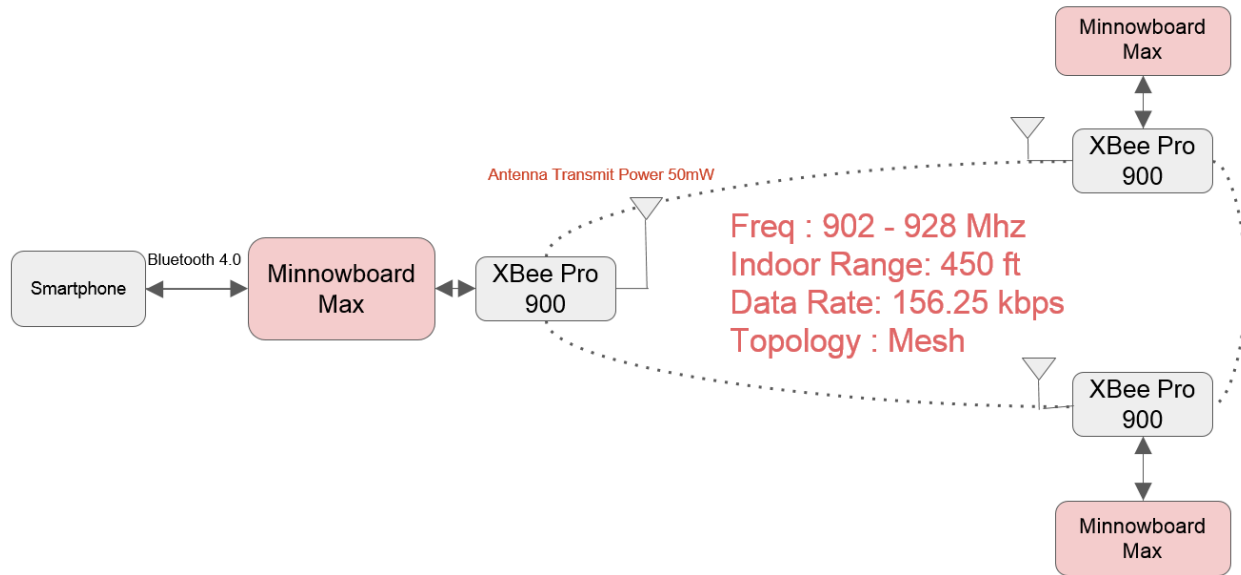 Minnowboard
Max
XBee Pro
900
Antenna Transmit Power 50mW
Freq : 902 - 928 Mhz
Indoor Range: 450 ft
Data Rate: 156.25 kbps
Topology : Mesh
Bluetooth 4.0
Smartphone
Minnowboard
Max
XBee Pro
900
XBee Pro
900
Minnowboard
Max